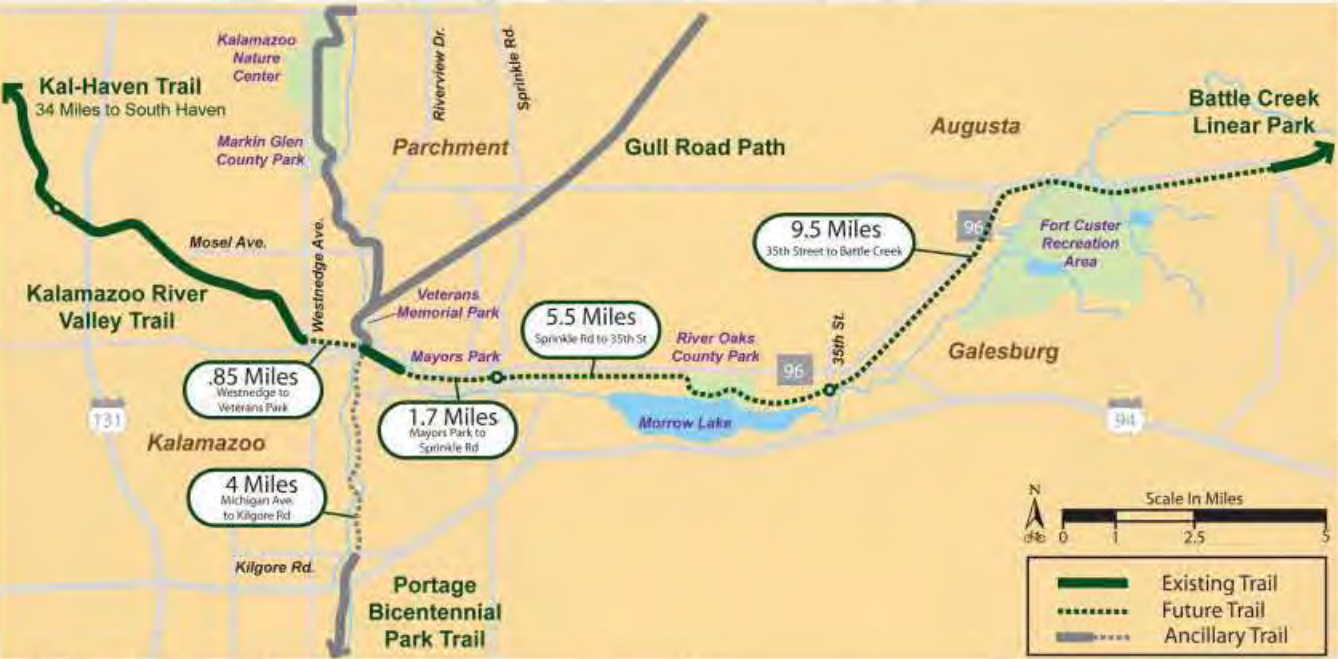 Kalamazoo
Nature
Center
Riverview Dr.
Sprinkle Rd.
Kal-Haven Trail
34 Miles to South Haven
Battle Creek
Linear Park
Augusta
Markin Glen
County Park
Parchment
Gull Road Path
Westnedge Ave.
Mosel Ave.
9.5 Miles
35th Street to Battle Creek
96
Fort Custer
Recreation
Area
Kalamazoo River
Valley Trail
Veterans
Memorial Park
5.5 Miles
Sprinkle Rd to 35th St
River Oaks
County Park
35th St.
Mayors Park
96
Galesburg
.85 Miles
Westnedge to
Veterans Park
1.7 Miles
Mayors Park to
Sprinkle Rd
Morrow Lake
131
94
Kalamazoo
4 Miles
Michigan Ave.
to Kilgore Rd
Kilgore Rd.
Portage
Bicentennial
Park Trail
N
Scale In Miles
0 1 2.5 5
Existing Trail
Future Trail
Ancillary Trail